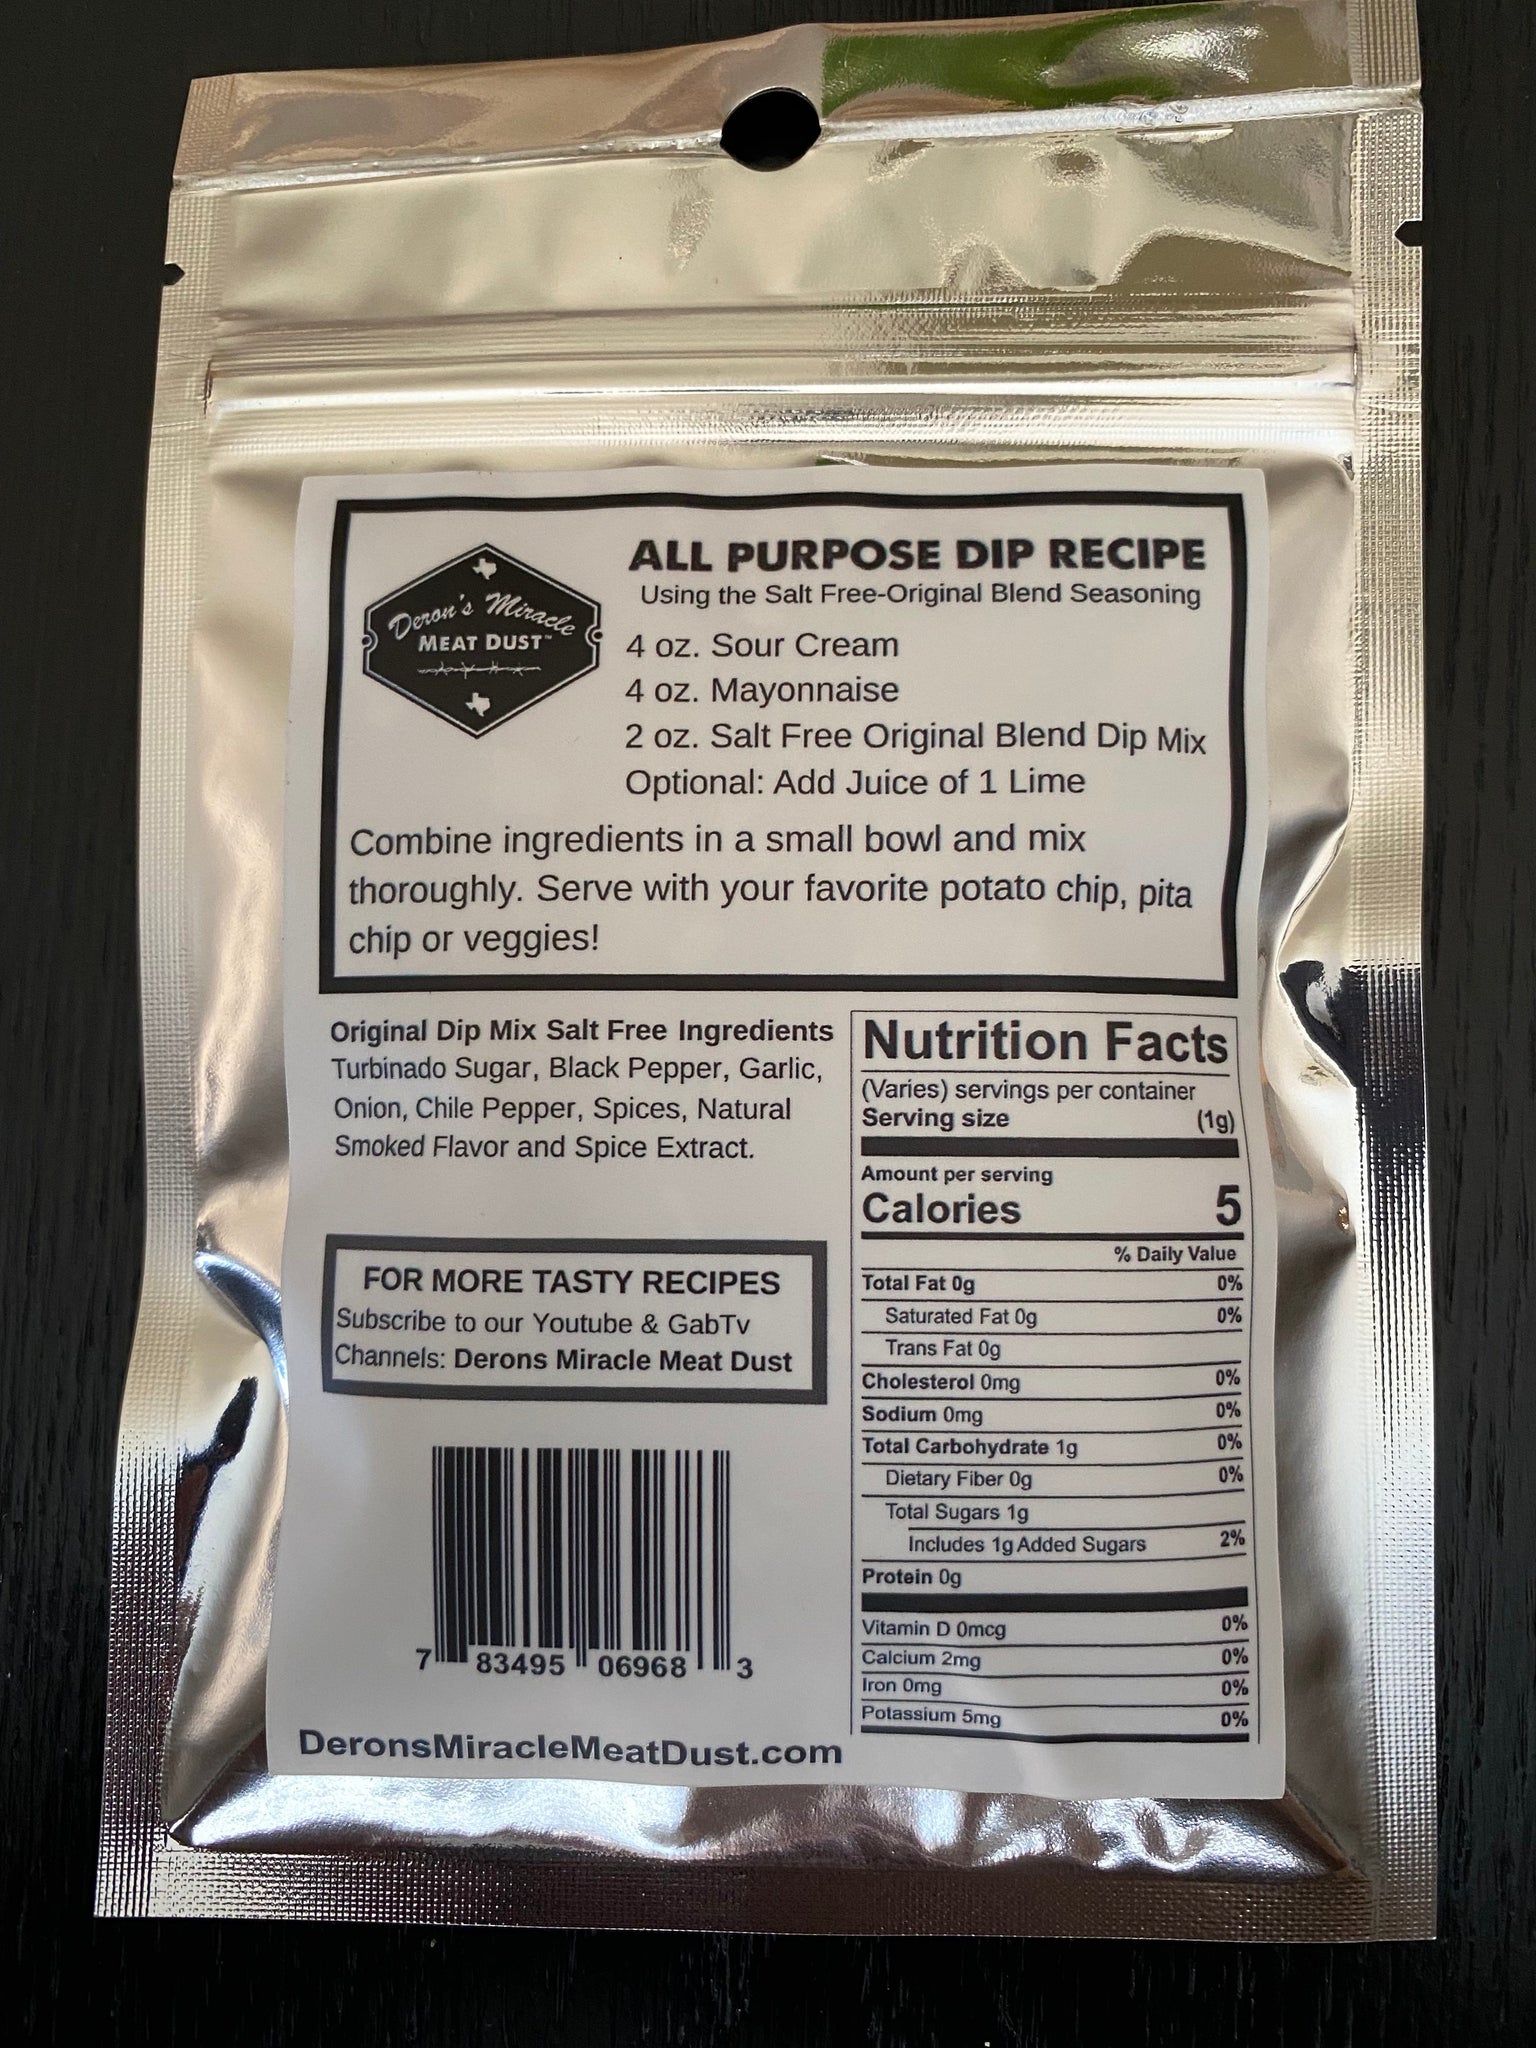 Deron's Miracle
MEAT DUST™
ALL PURPOSE DIP RECIPE
Using the Salt Free-Original Blend Seasoning
4 oz. Sour Cream
4 oz. Mayonnaise
2 oz. Salt Free Original Blend Dip Mix
Optional: Add Juice of 1 Lime
Combine ingredients in a small bowl and mix
thoroughly. Serve with your favorite potato chip, pita
chip or veggies!
Original Dip Mix Salt Free Ingredients
Turbinado Sugar, Black Pepper, Garlic,
Onion, Chile Pepper, Spices, Natural
Smoked Flavor and Spice Extract.
FOR MORE TASTY RECIPES
Subscribe to our Youtube & GabTv
Channels: Derons Miracle Meat Dust
7 83495 06968 3
DeronsMiracleMeatDust.com
Nutrition Facts
(Varies) servings per container
Serving size (1g)
Amount per serving
Calories 5
% Daily Value
Total Fat 0g 0%
Saturated Fat 0g 0%
Trans Fat 0g
Cholesterol 0mg 0%
Sodium 0mg 0%
Total Carbohydrate 1g 0%
Dietary Fiber 0g 0%
Total Sugars 1g
Includes 1g Added Sugars 2%
Protein 0g
Vitamin D 0mcg 0%
Calcium 2mg 0%
Iron 0mg 0%
Potassium 5mg 0%